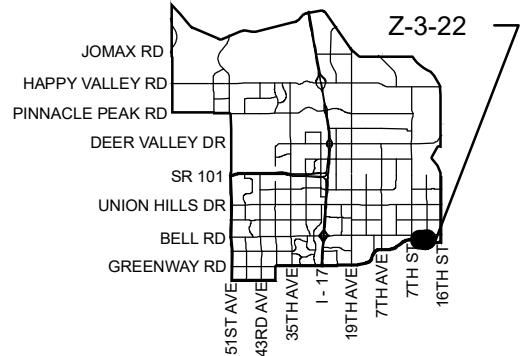 Z-3-22
JOMAX RD
HAPPY VALLEY RD
PINNACLE PEAK RD
DEER VALLEY DR
SR 101
UNION HILLS DR
BELL RD
GREENWAY RD
51ST AVE
43RD AVE
35TH AVE
I - 17
19TH AVE
7TH AVE
7TH ST
16TH ST